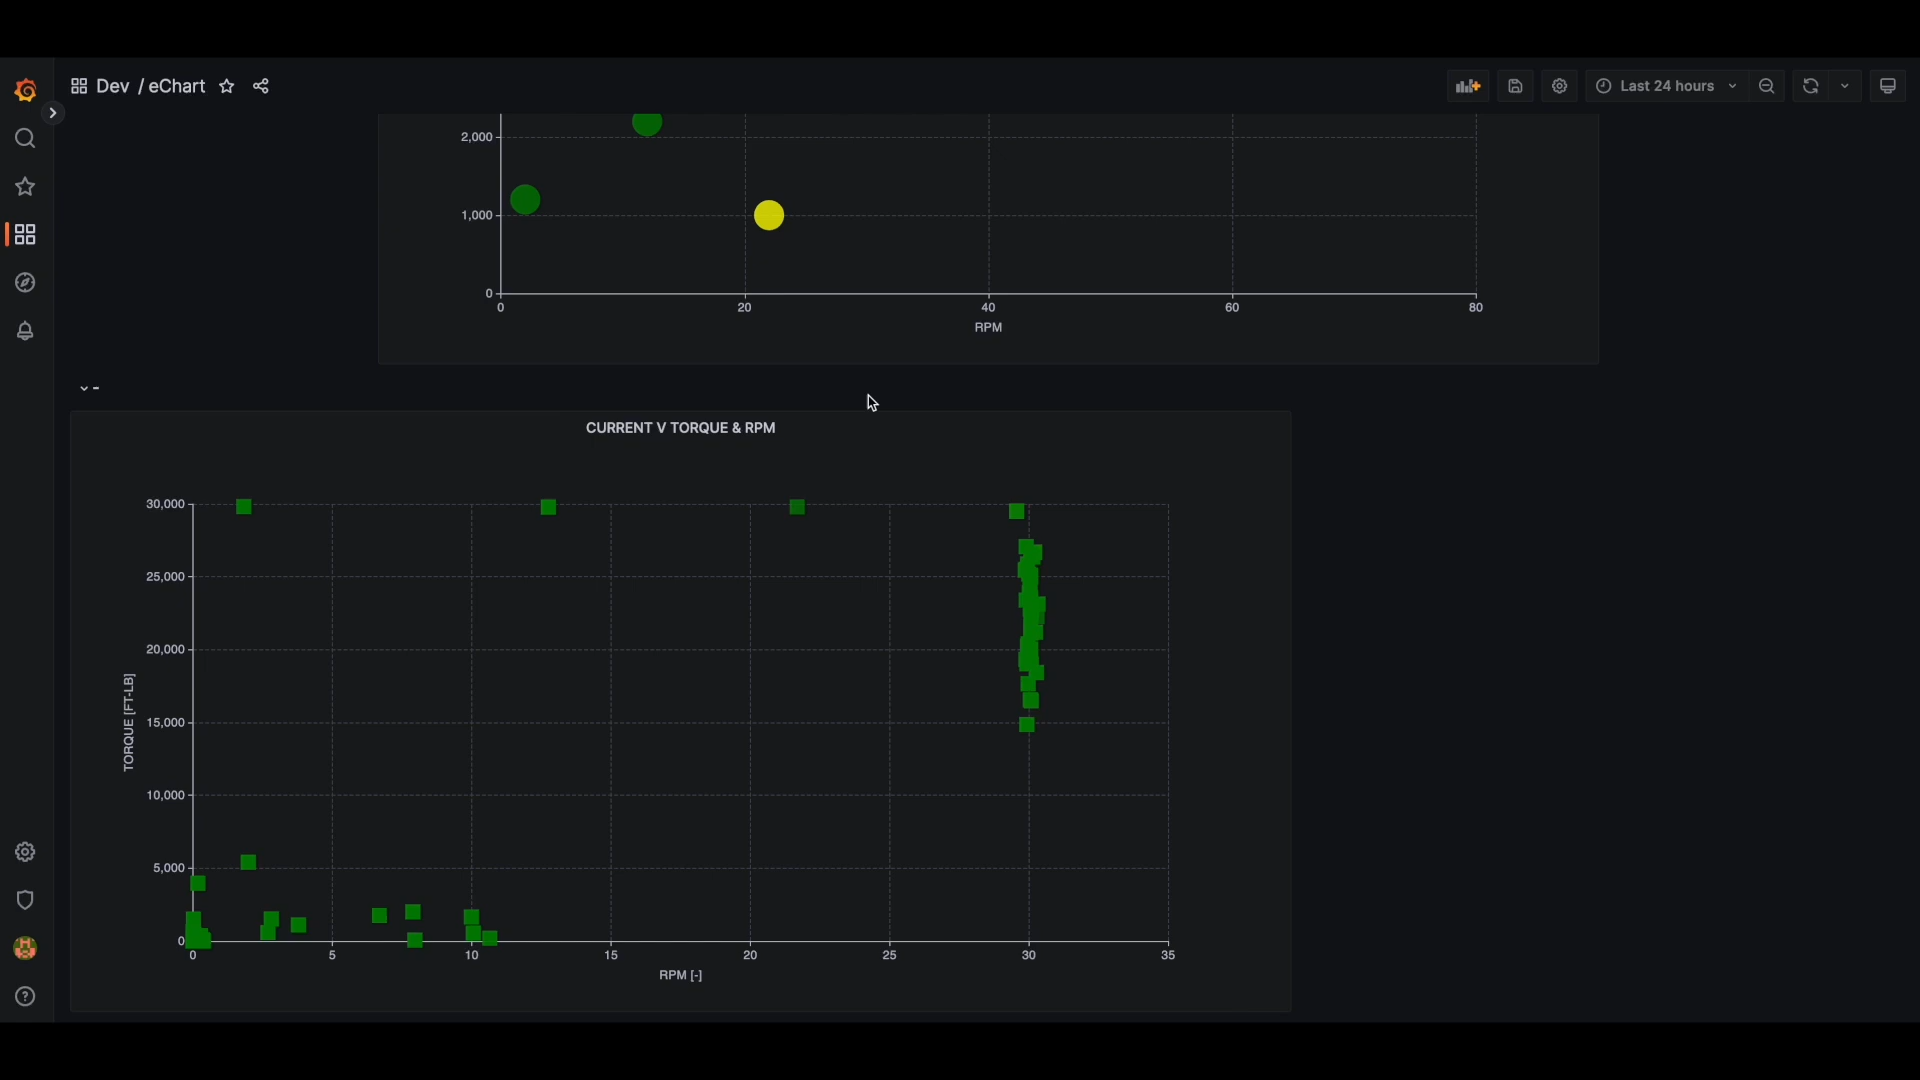 Dev / eChart
Last 24 hours
2,000
1,000
0
0 20 40 60 80
RPM
-
CURRENT V TORQUE & RPM
30,000
25,000
20,000
15,000
10,000
5,000
0
TORQUE [FT-LB]
0 5 10 15 20 25 30 35
RPM [-]